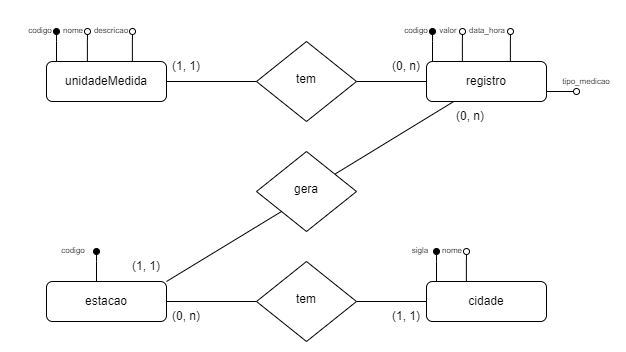 codigo nome descricao
codigo valor data_hora
(1, 1)
(0, n)
unidadeMedida
tem
registro
tipo_medicao
(0, n)
gera
codigo
sigla nome
(1, 1)
estacao
tem
cidade
(0, n)
(1, 1)